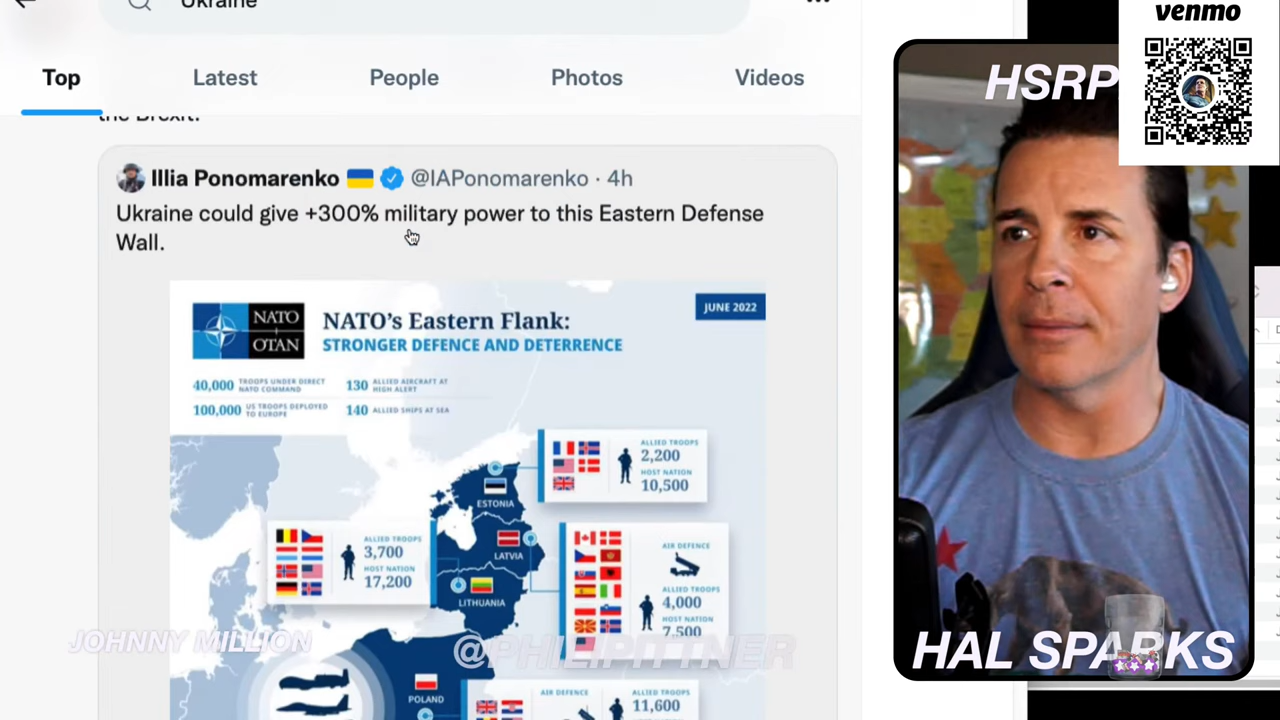 Ukraine
Top
Latest
People
Photos
Videos
the Brexit.
Illia Ponomarenko @IAPonomarenko · 4h
Ukraine could give +300% military power to this Eastern Defense
Wall.
NATO
OTAN
NATO's Eastern Flank:
STRONGER DEFENCE AND DETERRENCE
JUNE 2022
40,000 TROOPS UNDER DIRECT
NATO COMMAND
130 ALLIED AIRCRAFT AT
HIGH ALERT
100,000 US TROOPS DEPLOYED
TO EUROPE
140 ALLIED SHIPS AT SEA
ALLIED TROOPS
2,200
HOST NATION
10,500
ESTONIA
ALLIED TROOPS
3,700
HOST NATION
17,200
LATVIA
LITHUANIA
AIR DEFENCE
ALLIED TROOPS
4,000
HOST NATION
7,500
POLAND
AIR DEFENCE
ALLIED TROOPS
11,600
HOST NATION
JOHNNY MILLION
@PHILIPITTNER
venmo
HSRP
HAL SPARKS